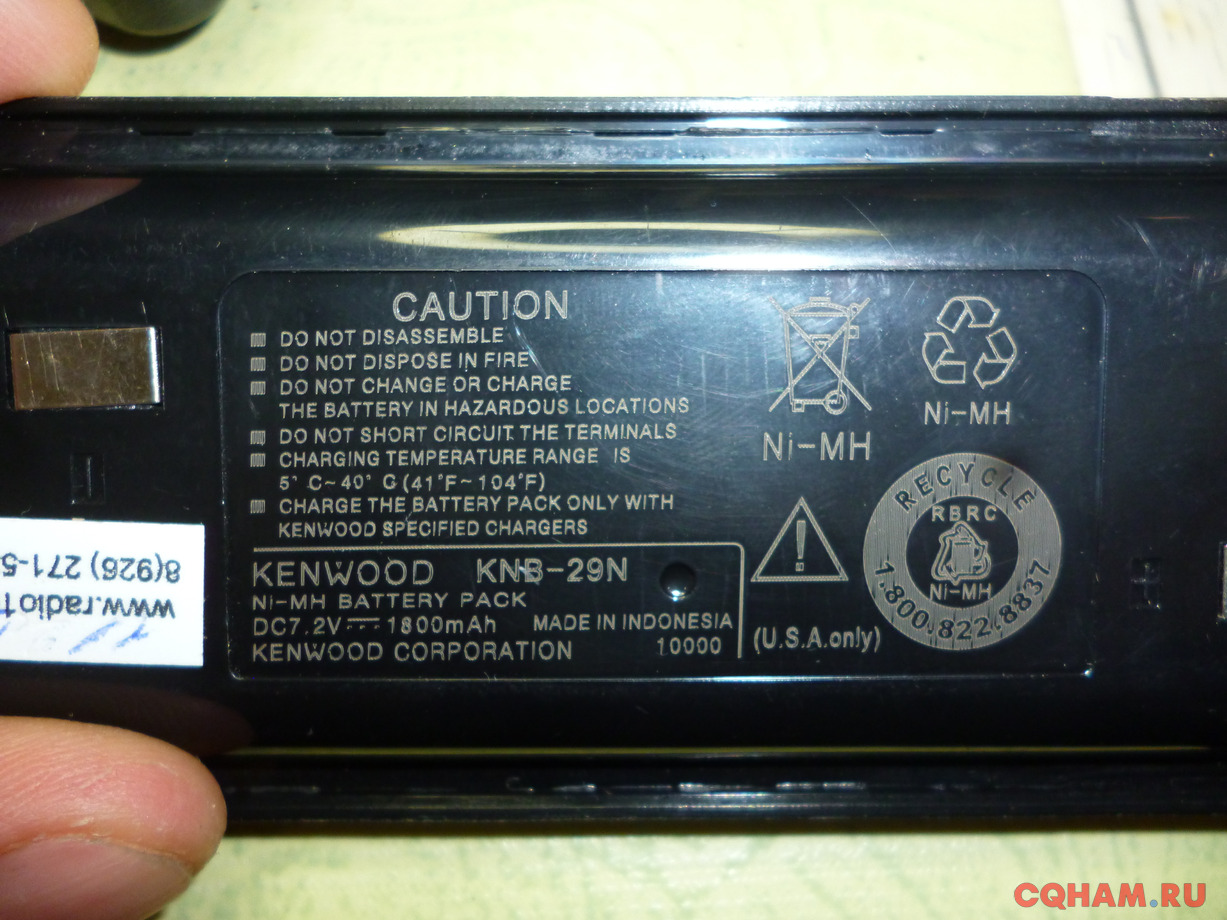 CAUTION
DO NOT DISASSEMBLE
DO NOT DISPOSE IN FIRE
DO NOT CHANGE OR CHARGE
THE BATTERY IN HAZARDOUS LOCATIONS
DO NOT SHORT CIRCUIT THE TERMINALS
CHARGING TEMPERATURE RANGE IS
5° C~40° C (41°F~104°F)
CHARGE THE BATTERY PACK ONLY WITH
KENWOOD SPECIFIED CHARGERS
KENWOOD KNB-29N
NI-MH BATTERY PACK
DC7.2V 1800mAh MADE IN INDONESIA
KENWOOD CORPORATION 10000
Ni-MH
Ni-MH
(U.S.A.only)
RECYCLE
RBRC
Ni-MH
1.800.822.8837
8(926) 271-5
www.radiot
CQHAM.RU